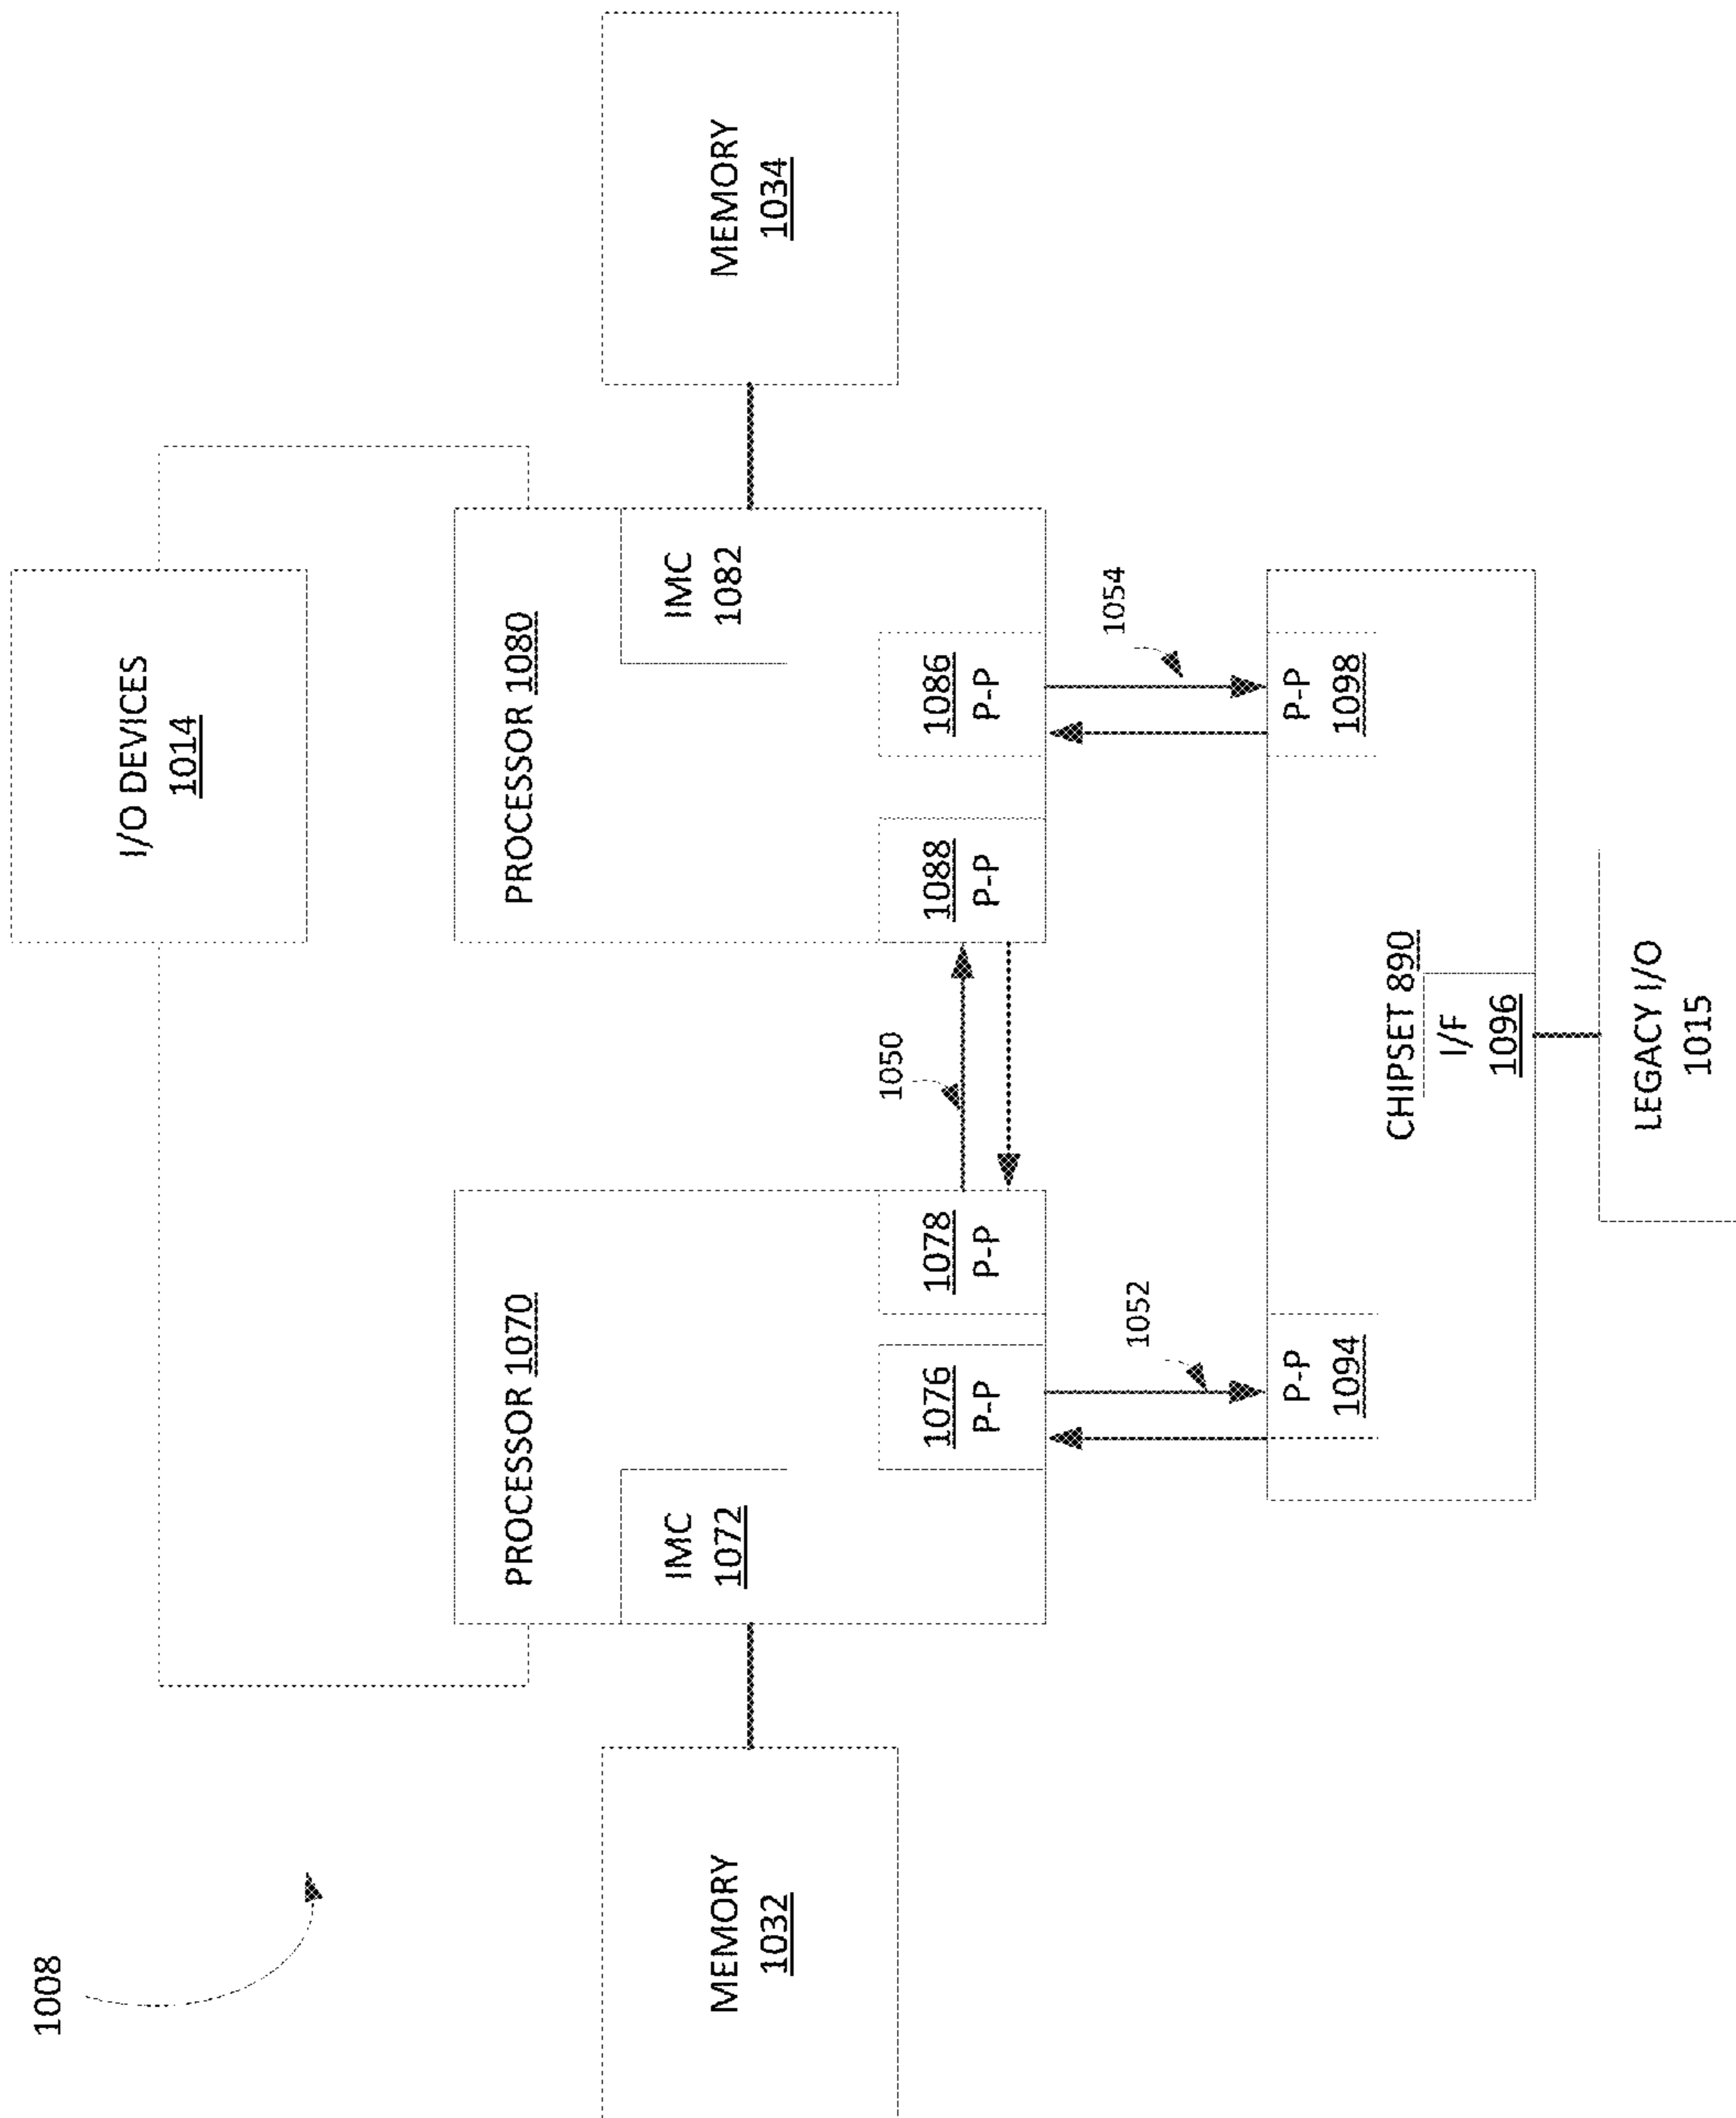 1008
I/O DEVICES
1014
PROCESSOR 1070
PROCESSOR 1080
MEMORY
1032
IMC
1072
IMC
1082
MEMORY
1034
1076
P-P
1078
P-P
1050
1088
P-P
1086
P-P
1052
1054
P-P
1094
P-P
1098
CHIPSET 890
I/F
1096
LEGACY I/O
1015